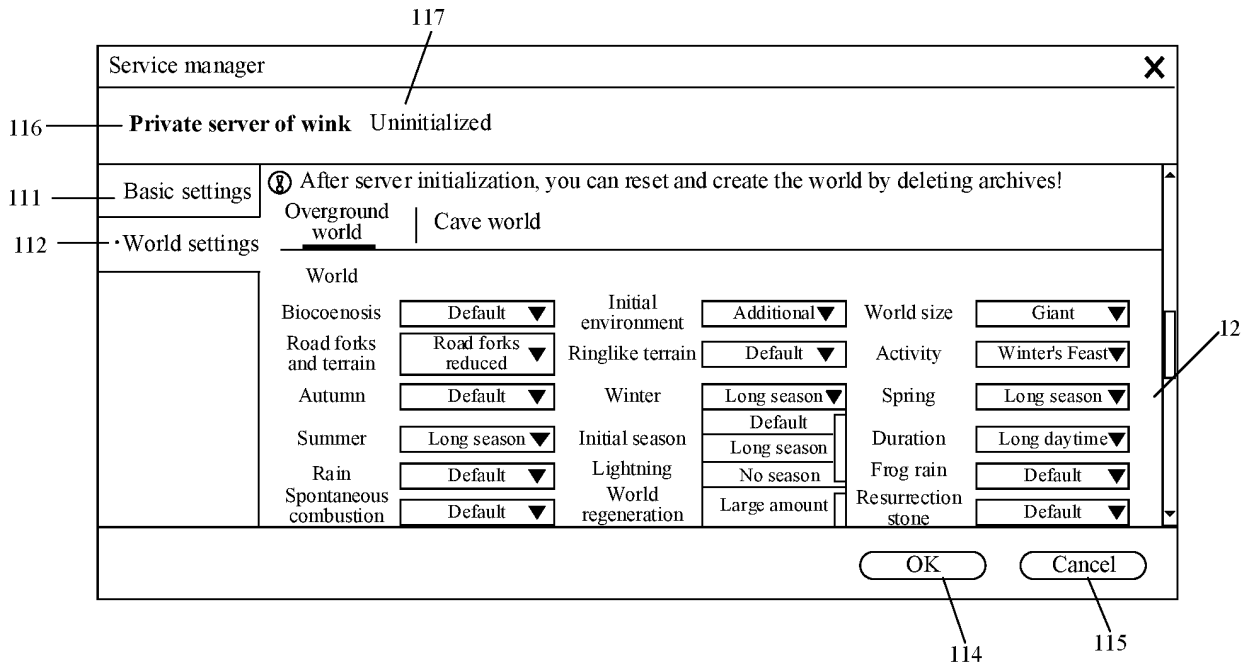 117
Service manager
116
Private server of wink Uninitialized
111
Basic settings
After server initialization, you can reset and create the world by deleting archives!
112
·World settings
Overground
world
Cave world
World
Biocoenosis
Default
Initial
environment
Additional
World size
Giant
12
Road forks
and terrain
Road forks
reduced
Ringlike terrain
Default
Activity
Winter's Feast
Autumn
Default
Winter
Long season
Spring
Long season
Default
Summer
Long season
Initial season
Long season
Duration
Long daytime
Rain
Default
Lightning
No season
Frog rain
Default
Spontaneous
combustion
Default
World
regeneration
Large amount
Resurrection
stone
Default
OK
Cancel
114
115